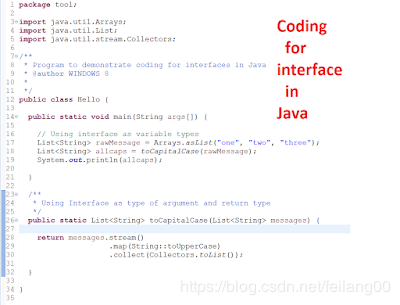 1 package tool;
2
3 import java.util.Arrays;
4 import java.util.List;
5 import java.util.stream.Collectors;
6
7 /**
8  * Program to demonstrate coding for interfaces in Java
9  * @author WINDOWS 8
10  *
11  */
12 public class Hello {
13
14   public static void main(String args[]) {
15
16     // Using interface as variable types
17     List<String> rawMessage = Arrays.asList("one", "two", "three");
18     List<String> allcaps = toCapitalCase(rawMessage);
19     System.out.println(allcaps);
20
21   }
22
23   /**
24    * Using Interface as type of argument and return type
25    */
26   public static List<String> toCapitalCase(List<String> messages) {
27
28     return messages.stream()
29                    .map(String::toUpperCase)
30                    .collect(Collectors.toList());
31
32   }
33
34 }
35
Coding
for
interface
in
Java
https://blog.csdn.net/feilang00